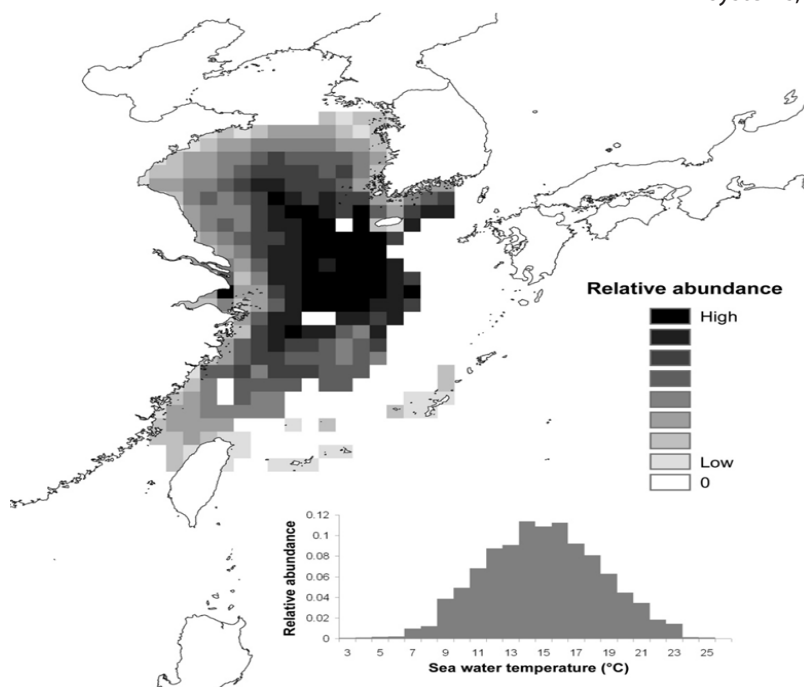 Relative abundance
High
Low
0
Relative abundance
0.12
0.1
0.08
0.06
0.04
0.02
0
3 5 7 9 11 13 15 17 19 21 23 25
Sea water temperature (°C)